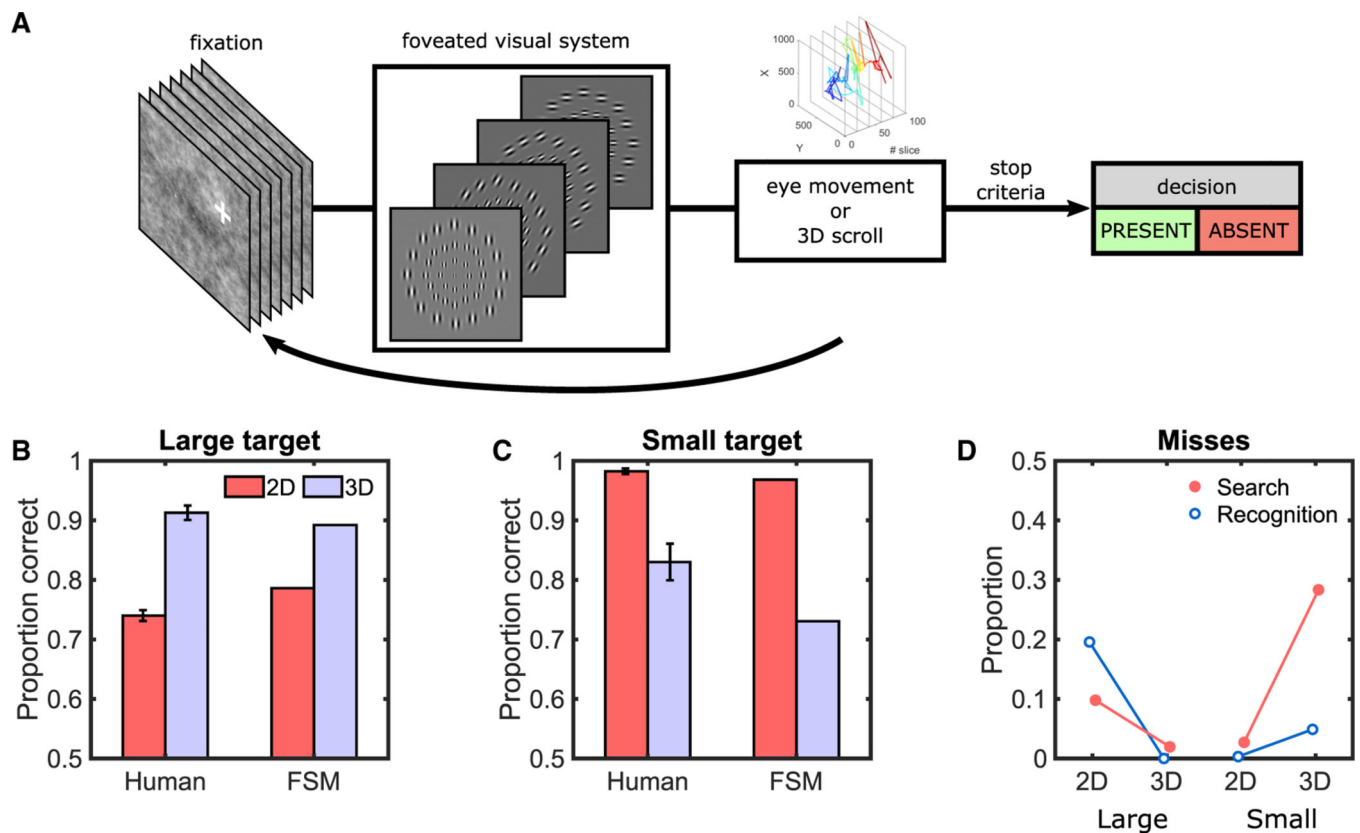 A
fixation
foveated visual system
X
1000
500
0
500
0
Y
0
50
100
# slice
eye movement
or
3D scroll
stop
criteria
decision
PRESENT ABSENT
B
Large target
Proportion correct
1
0.9
0.8
0.7
0.6
0.5
2D 3D
Human FSM
C
Small target
Proportion correct
1
0.9
0.8
0.7
0.6
0.5
Human FSM
D
Misses
Proportion
0.5
0.4
0.3
0.2
0.1
0
Search
Recognition
2D 3D 2D 3D
Large Small